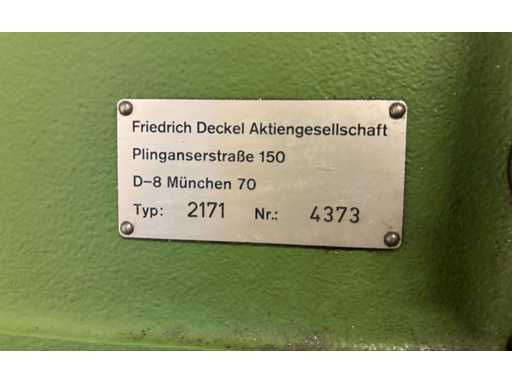 Friedrich Deckel Aktiengesellschaft
Plinganserstraße 150
D-8 München 70
Typ: 2171 Nr.: 4373